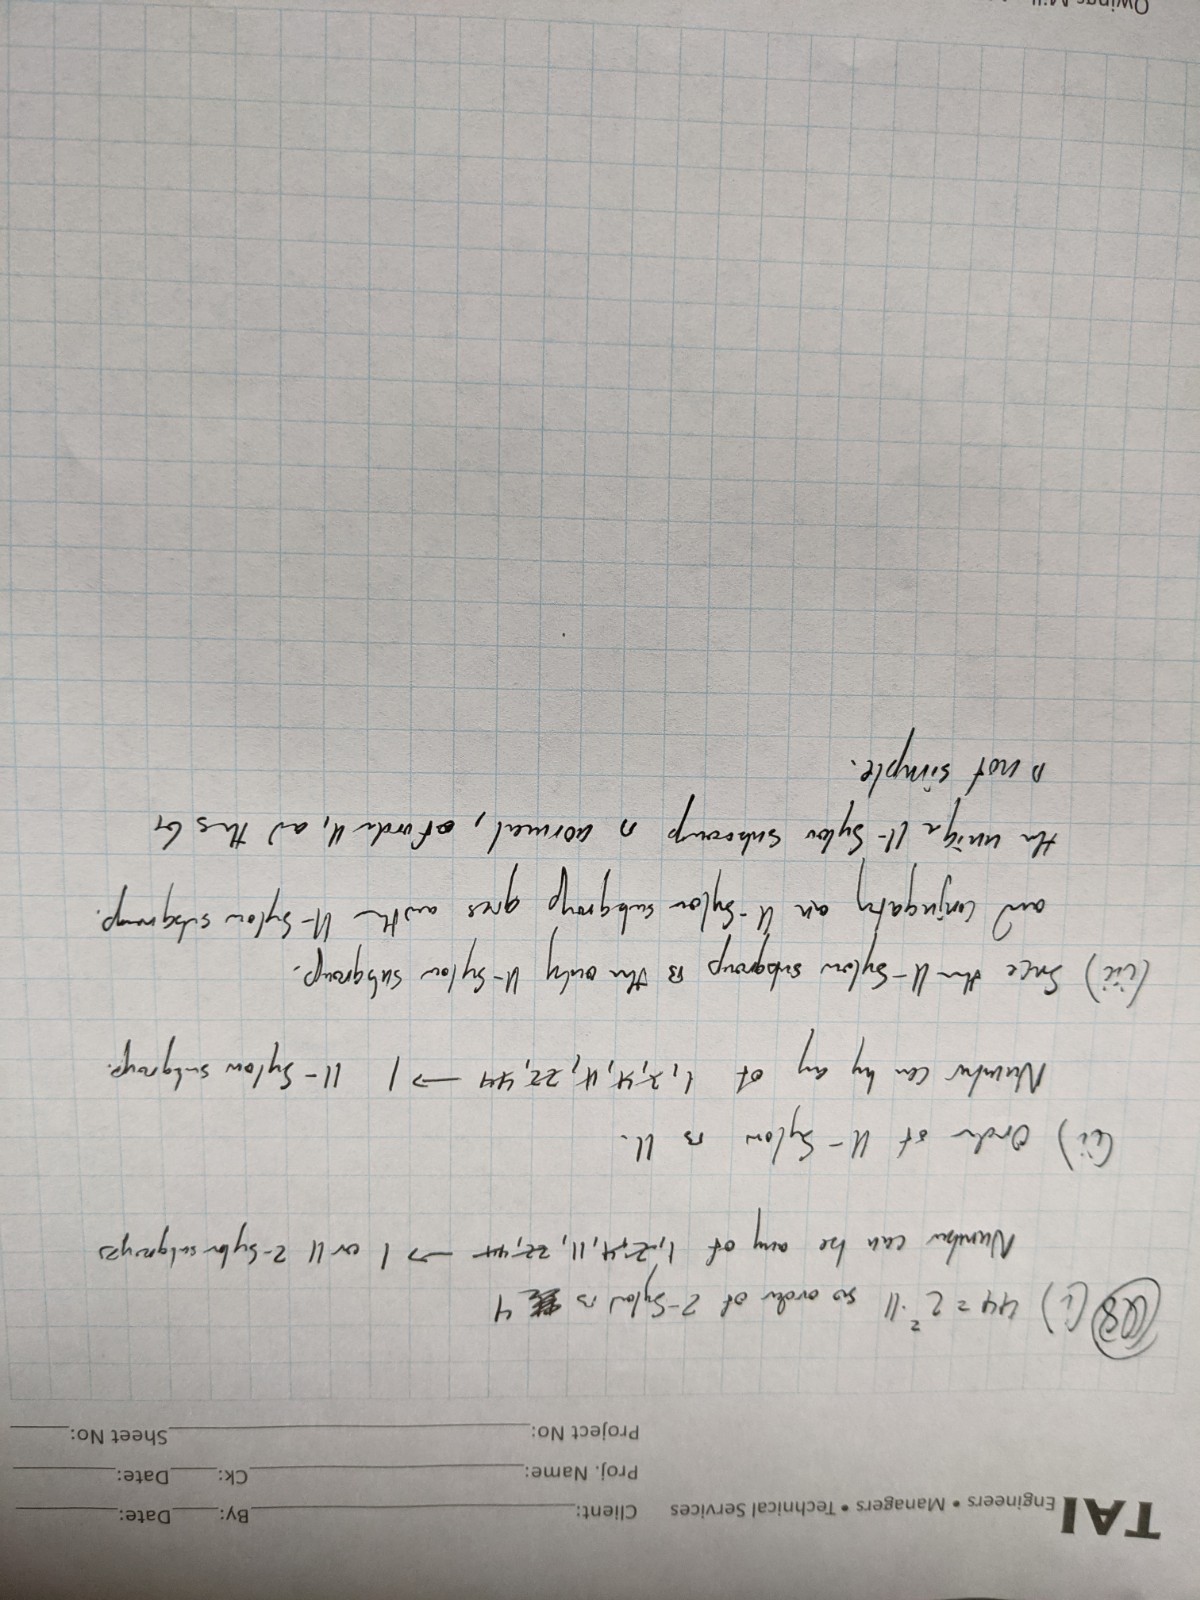 TAI Engineers • Managers • Technical Services
Client: By: Date:
Proj. Name: Ck: Date:
Project No: Sheet No:
Q8 (i) 44 = 2² · 11 so order of 2-Sylow is 4
Number can be any of 1, 2, 4, 11, 22, 44 → 1 or 11 2-Sylow subgroups
(ii) Order of 11-Sylow is 11.
Number can by any of 1, 2, 4, 11, 22, 44 → 1 11-Sylow subgroup.
(iii) Since the 11-Sylow subgroup is the only 11-Sylow subgroup.
and conjugating an 11-Sylow subgroup gives another 11-Sylow subgroup.
the unique 11-Sylow subgroup is normal, of order 11, and thus G
is not simple.
Owings